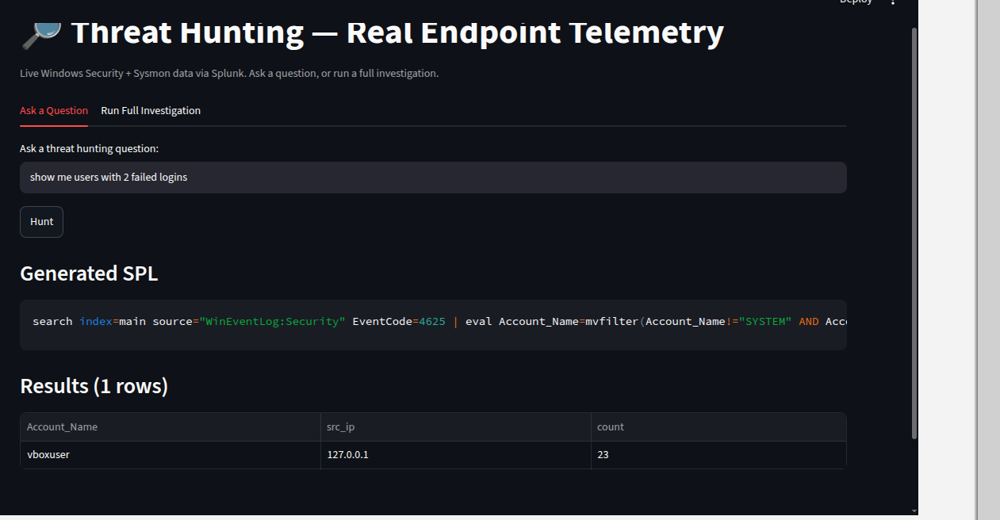 Deploy
Threat Hunting — Real Endpoint Telemetry
Live Windows Security + Sysmon data via Splunk. Ask a question, or run a full investigation.
Ask a Question Run Full Investigation
Ask a threat hunting question:
show me users with 2 failed logins
Hunt
Generated SPL
search index=main source="WinEventLog:Security" EventCode=4625 | eval Account_Name=mvfilter(Account_Name!="SYSTEM" AND Acc
Results (1 rows)
Account_Name src_ip count
vboxuser 127.0.0.1 23